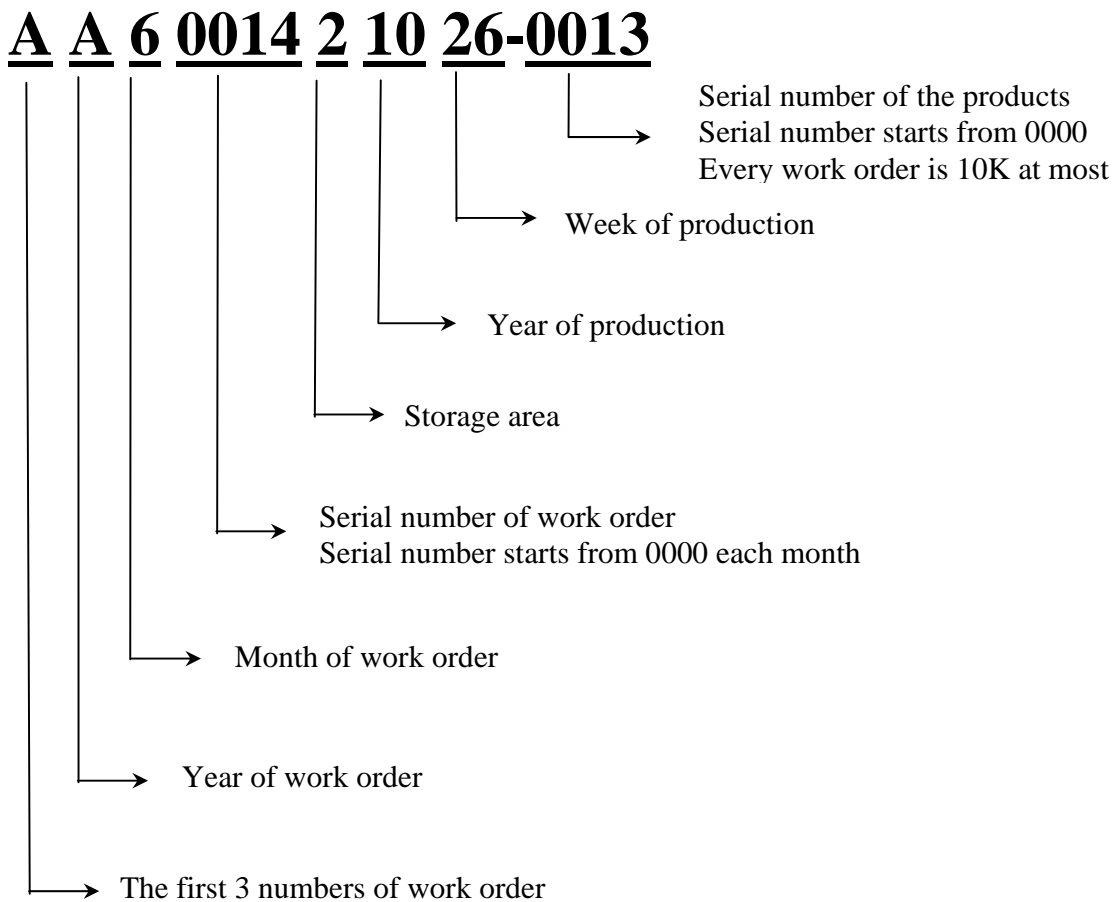 A A 6 0014 2 10 26-0013
Serial number of the products
Serial number starts from 0000
Every work order is 10K at most
Week of production
Year of production
Storage area
Serial number of work order
Serial number starts from 0000 each month
Month of work order
Year of work order
The first 3 numbers of work order